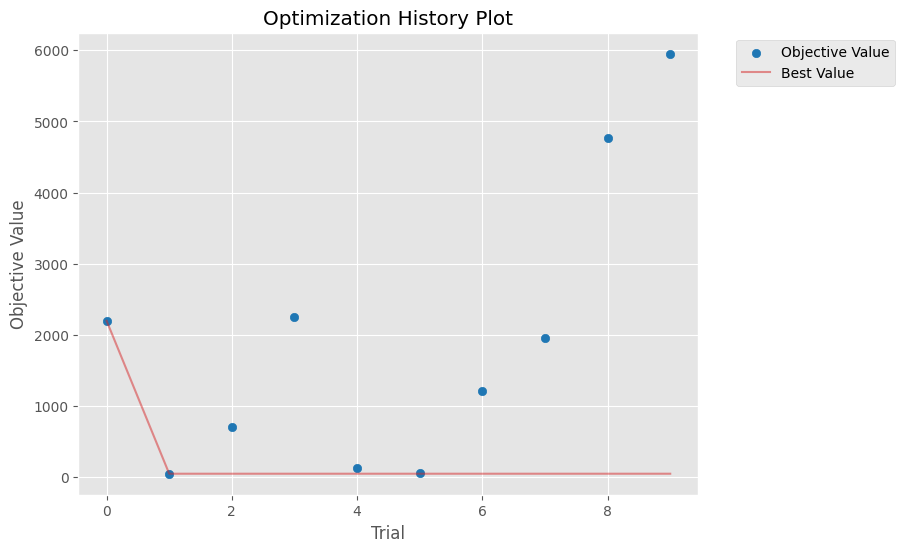 Optimization History Plot
Objective Value
Best Value
Objective Value
6000
5000
4000
3000
2000
1000
0
0 2 4 6 8
Trial